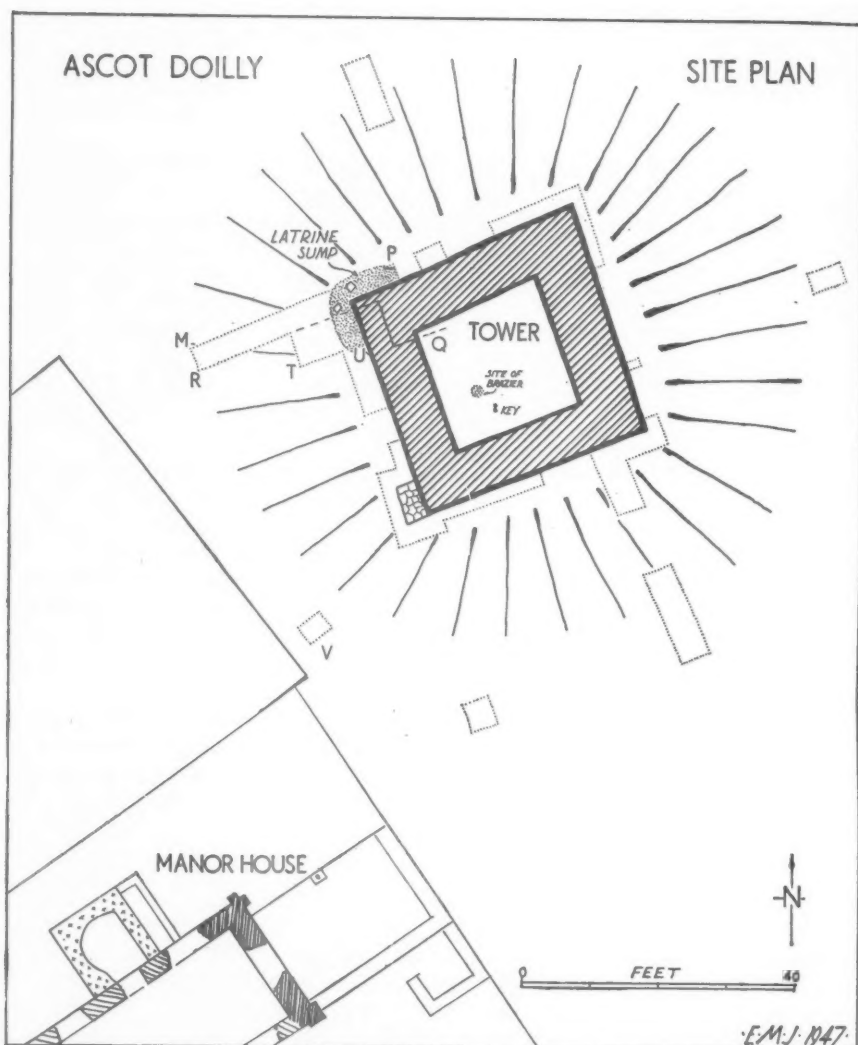 ASCOT DOILLY
SITE PLAN
LATRINE
SUMP
P
M
R
T
U
Q
TOWER
SITE OF
BRAZIER
KEY
V
MANOR HOUSE
N
0
FEET
40
E.M.J. 1947.